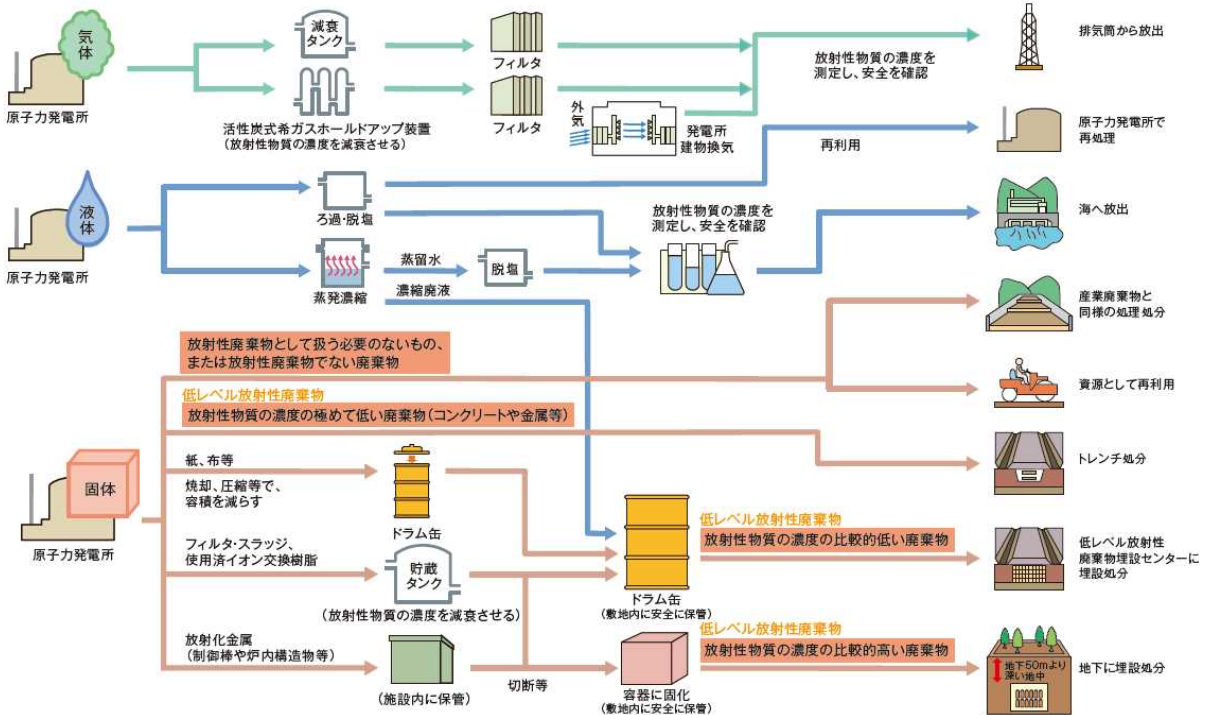 気体
原子力発電所
減衰
タンク
フィルタ
活性炭式希ガスホールドアップ装置
(放射性物質の濃度を減衰させる)
フィルタ
外気
発電所
建物換気
放射性物質の濃度を
測定し、安全を確認
排気筒から放出
液体
原子力発電所
ろ過・脱塩
再利用
原子力発電所で
再処理
蒸発濃縮
蒸留水
脱塩
濃縮廃液
放射性物質の濃度を
測定し、安全を確認
海へ放出
固体
原子力発電所
放射性廃棄物として扱う必要のないもの、
または放射性廃棄物でない廃棄物
産業廃棄物と
同様の処理処分
資源として再利用
低レベル放射性廃棄物
放射性物質の濃度の極めて低い廃棄物(コンクリートや金属等)
トレンチ処分
紙、布等
焼却、圧縮等で、
容積を減らす
ドラム缶
フィルタ・スラッジ、
使用済イオン交換樹脂
貯蔵
タンク
(放射性物質の濃度を減衰させる)
ドラム缶
(敷地内に安全に保管)
低レベル放射性廃棄物
放射性物質の濃度の比較的低い廃棄物
低レベル放射性
廃棄物埋設センターに
埋設処分
放射化金属
(制御棒や炉内構造物等)
(施設内に保管)
切断等
容器に固化
(敷地内に安全に保管)
低レベル放射性廃棄物
放射性物質の濃度の比較的高い廃棄物
地下50mより
深い地中
地下に埋設処分